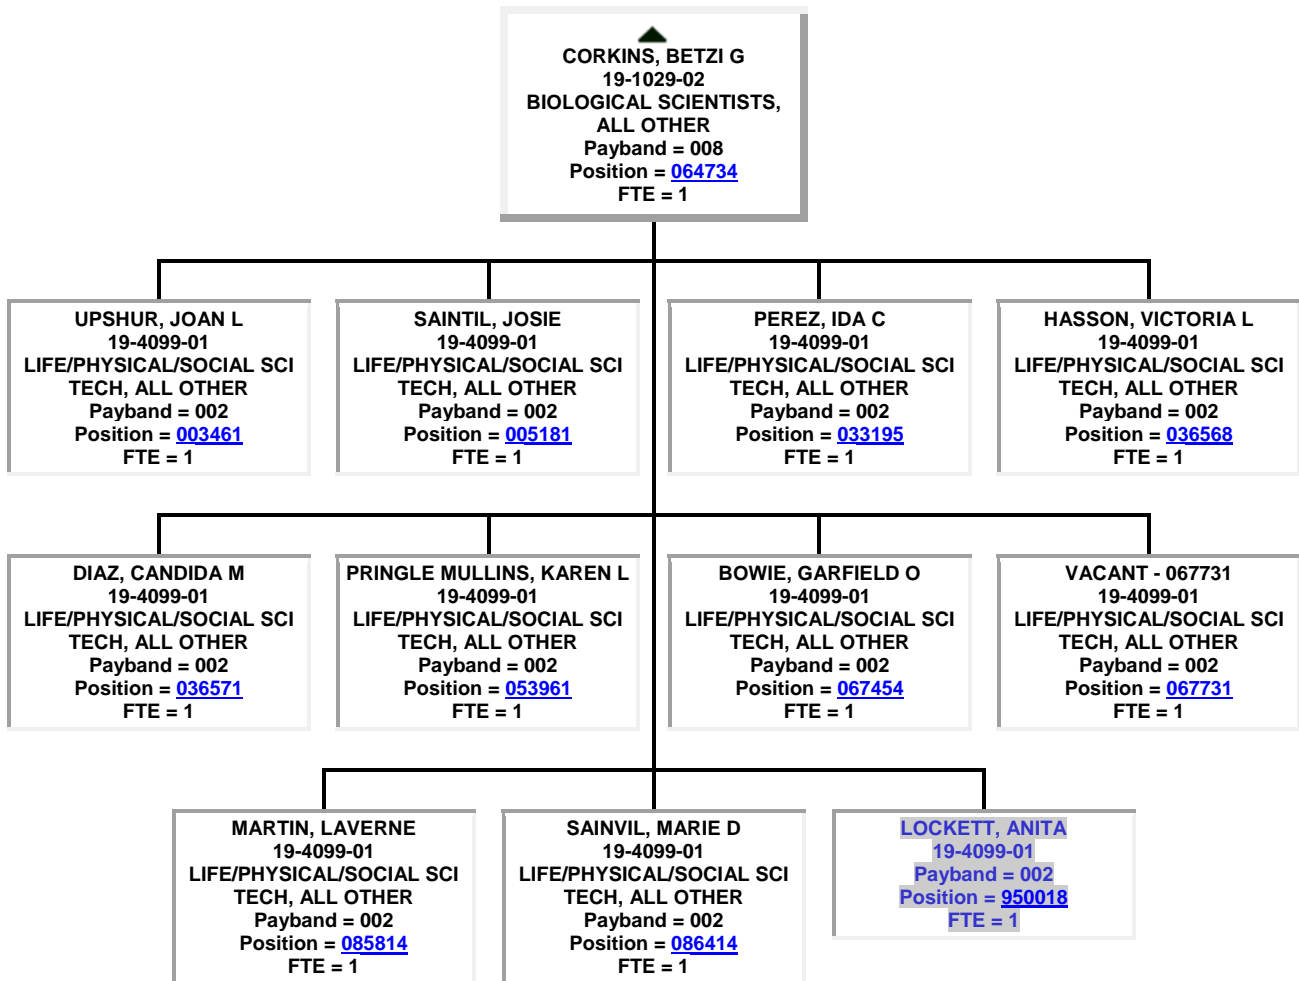 CORKINS, BETZI G
19-1029-02
BIOLOGICAL SCIENTISTS,
ALL OTHER
Payband = 008
Position = 064734
FTE = 1
UPSHUR, JOAN L
19-4099-01
LIFE/PHYSICAL/SOCIAL SCI
TECH, ALL OTHER
Payband = 002
Position = 003461
FTE = 1
SAINTIL, JOSIE
19-4099-01
LIFE/PHYSICAL/SOCIAL SCI
TECH, ALL OTHER
Payband = 002
Position = 005181
FTE = 1
PEREZ, IDA C
19-4099-01
LIFE/PHYSICAL/SOCIAL SCI
TECH, ALL OTHER
Payband = 002
Position = 033195
FTE = 1
HASSON, VICTORIA L
19-4099-01
LIFE/PHYSICAL/SOCIAL SCI
TECH, ALL OTHER
Payband = 002
Position = 036568
FTE = 1
DIAZ, CANDIDA M
19-4099-01
LIFE/PHYSICAL/SOCIAL SCI
TECH, ALL OTHER
Payband = 002
Position = 036571
FTE = 1
PRINGLE MULLINS, KAREN L
19-4099-01
LIFE/PHYSICAL/SOCIAL SCI
TECH, ALL OTHER
Payband = 002
Position = 053961
FTE = 1
BOWIE, GARFIELD O
19-4099-01
LIFE/PHYSICAL/SOCIAL SCI
TECH, ALL OTHER
Payband = 002
Position = 067454
FTE = 1
VACANT - 067731
19-4099-01
LIFE/PHYSICAL/SOCIAL SCI
TECH, ALL OTHER
Payband = 002
Position = 067731
FTE = 1
MARTIN, LAVERNE
19-4099-01
LIFE/PHYSICAL/SOCIAL SCI
TECH, ALL OTHER
Payband = 002
Position = 085814
FTE = 1
SAINVIL, MARIE D
19-4099-01
LIFE/PHYSICAL/SOCIAL SCI
TECH, ALL OTHER
Payband = 002
Position = 086414
FTE = 1
LOCKETT, ANITA
19-4099-01
Payband = 002
Position = 950018
FTE = 1